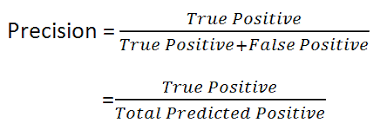 Precision = True Positive
True Positive+False Positive
= True Positive
Total Predicted Positive